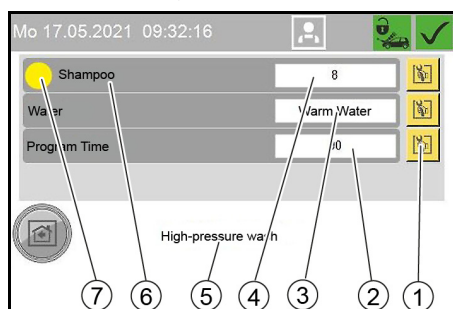 Mo 17.05.2021 09:32:16
Shampoo 8
Water Warm Water
Program Time
High-pressure wash
7 6 5 4 3 2 1